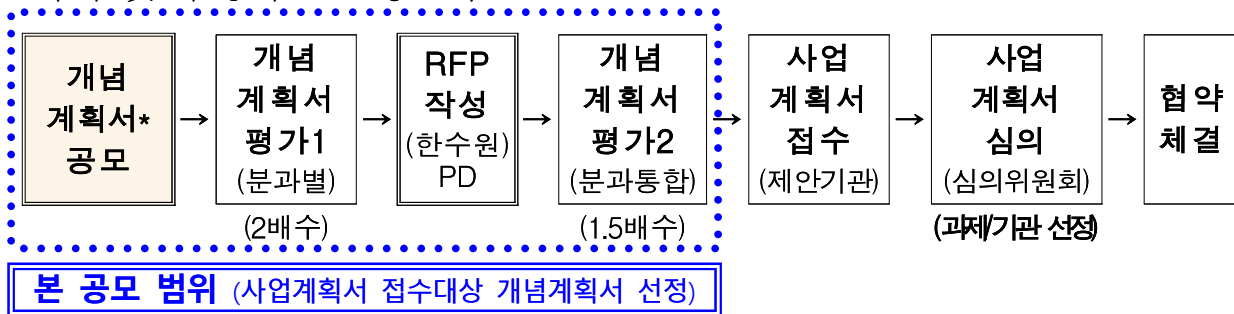 개념
계획서*
공모
→
개념
계획서
평가1
(분과별)
(2배수)
→
RFP
작성
(한수원)
PD
→
개념
계획서
평가2
(분과통합)
(1.5배수)
→
사업
계획서
접수
(제안기관)
→
사업
계획서
심의
(심의위원회)
(과제/기관 선정)
→
협약
체결
본 공모 범위 (사업계획서 접수대상 개념계획서 선정)